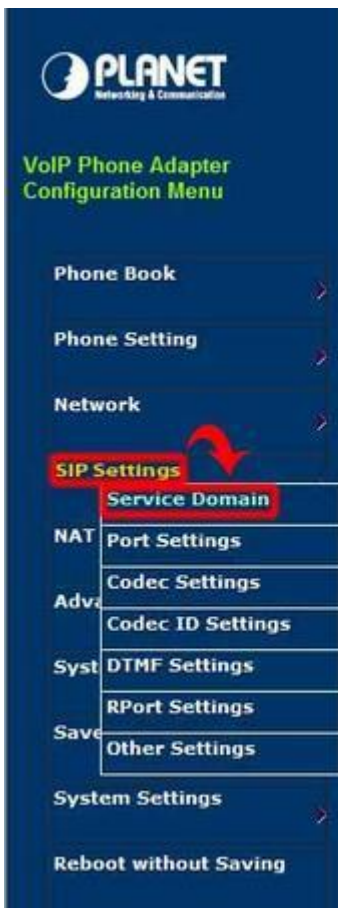 PLANET
Networking & Communication
VoIP Phone Adapter
Configuration Menu
Phone Book
Phone Setting
Network
SIP Settings
Service Domain
NAT
Port Settings
Codec Settings
Adva
Codec ID Settings
Syst
DTMF Settings
RPort Settings
Save
Other Settings
System Settings
Reboot without Saving